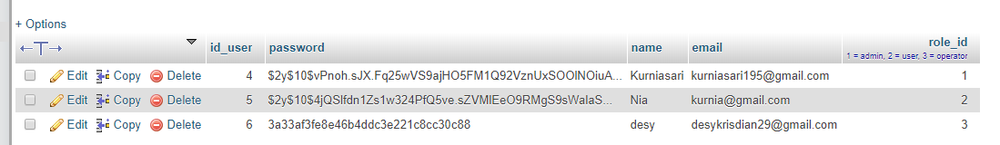 + Options
←T→ id_user password name email role_id
1 = admin, 2 = user, 3 = operator
Edit Copy Delete 4 $2y$10$vPnoh.sJX.Fq25wVS9ajHO5FM1Q92VznUxSOOlNOiuA... Kurniasari kurniasari195@gmail.com 1
Edit Copy Delete 5 $2y$10$4jQSlfdn1Zs1w324PfQ5ve.sZVMlEeO9RMgS9sWaIaS... Nia kurnia@gmail.com 2
Edit Copy Delete 6 3a33af3fe8e46b4ddc3e221c8cc30c88 desy desykrisdian29@gmail.com 3